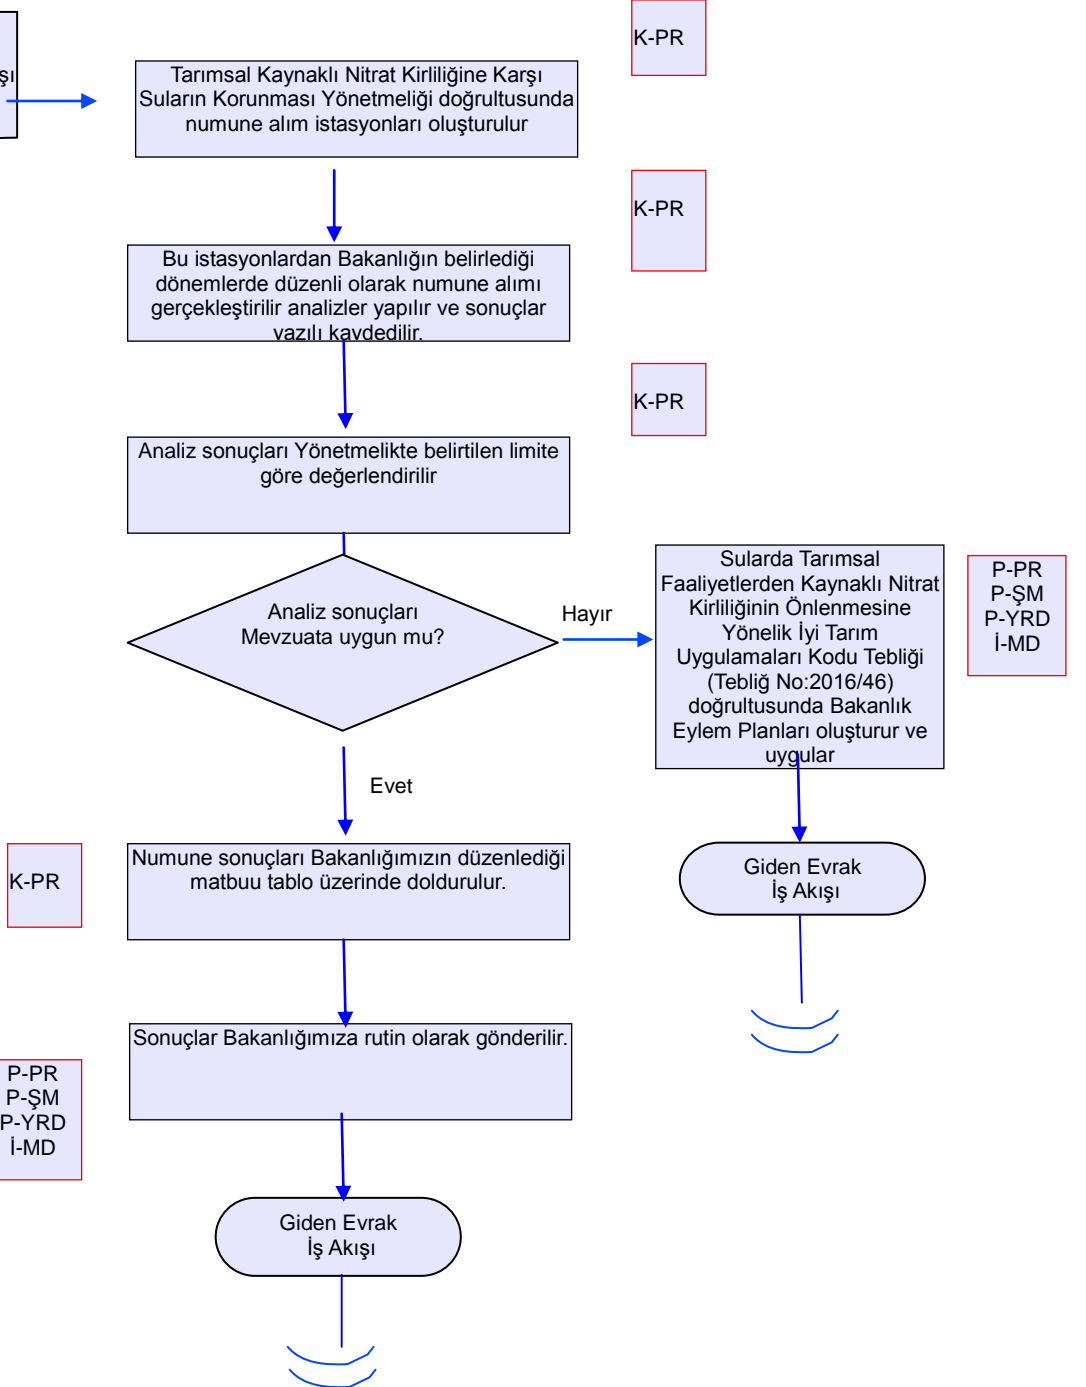 şı
K-PR
Tarımsal Kaynaklı Nitrat Kirliliğine Karşı
Suların Korunması Yönetmeliği doğrultusunda
numune alım istasyonları oluşturulur
K-PR
Bu istasyonlardan Bakanlığın belirlediği
dönemlerde düzenli olarak numune alımı
gerçekleştirilir analizler yapılır ve sonuçlar
yazılı kaydedilir.
K-PR
Analiz sonuçları Yönetmelikte belirtilen limite
göre değerlendirilir
Analiz sonuçları
Mevzuata uygun mu?
Hayır
Sularda Tarımsal
Faaliyetlerden Kaynaklı Nitrat
Kirliliğinin Önlenmesine
Yönelik İyi Tarım
Uygulamaları Kodu Tebliği
(Tebliğ No:2016/46)
doğrultusunda Bakanlık
Eylem Planları oluşturur ve
uygular
P-PR
P-ŞM
P-YRD
İ-MD
Evet
Giden Evrak
İş Akışı
K-PR
Numune sonuçları Bakanlığımızın düzenlediği
matbuu tablo üzerinde doldurulur.
Sonuçlar Bakanlığımıza rutin olarak gönderilir.
P-PR
P-ŞM
P-YRD
İ-MD
Giden Evrak
İş Akışı